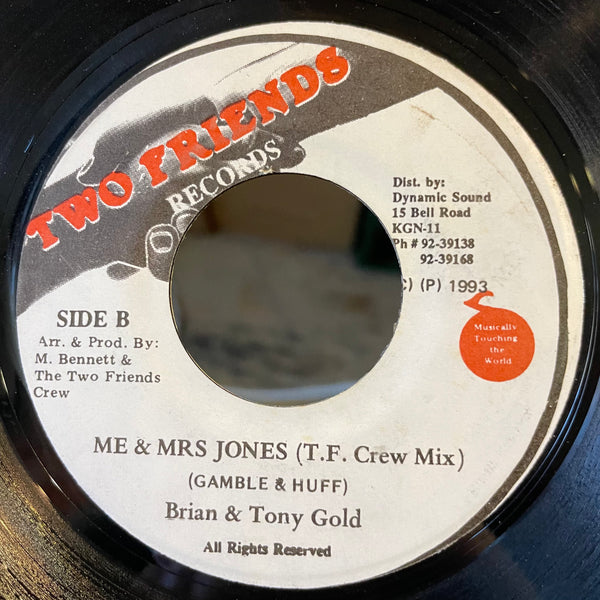 TWO FRIENDS
RECORDS
Dist. by:
Dynamic Sound
15 Bell Road
KGN-11
Ph # 92-39138
92-39168
C) (P) 1993
SIDE B
Arr. & Prod. By:
M. Bennett &
The Two Friends
Crew
Musically
Touching
the
World
ME & MRS JONES (T.F. Crew Mix)
(GAMBLE & HUFF)
Brian & Tony Gold
All Rights Reserved